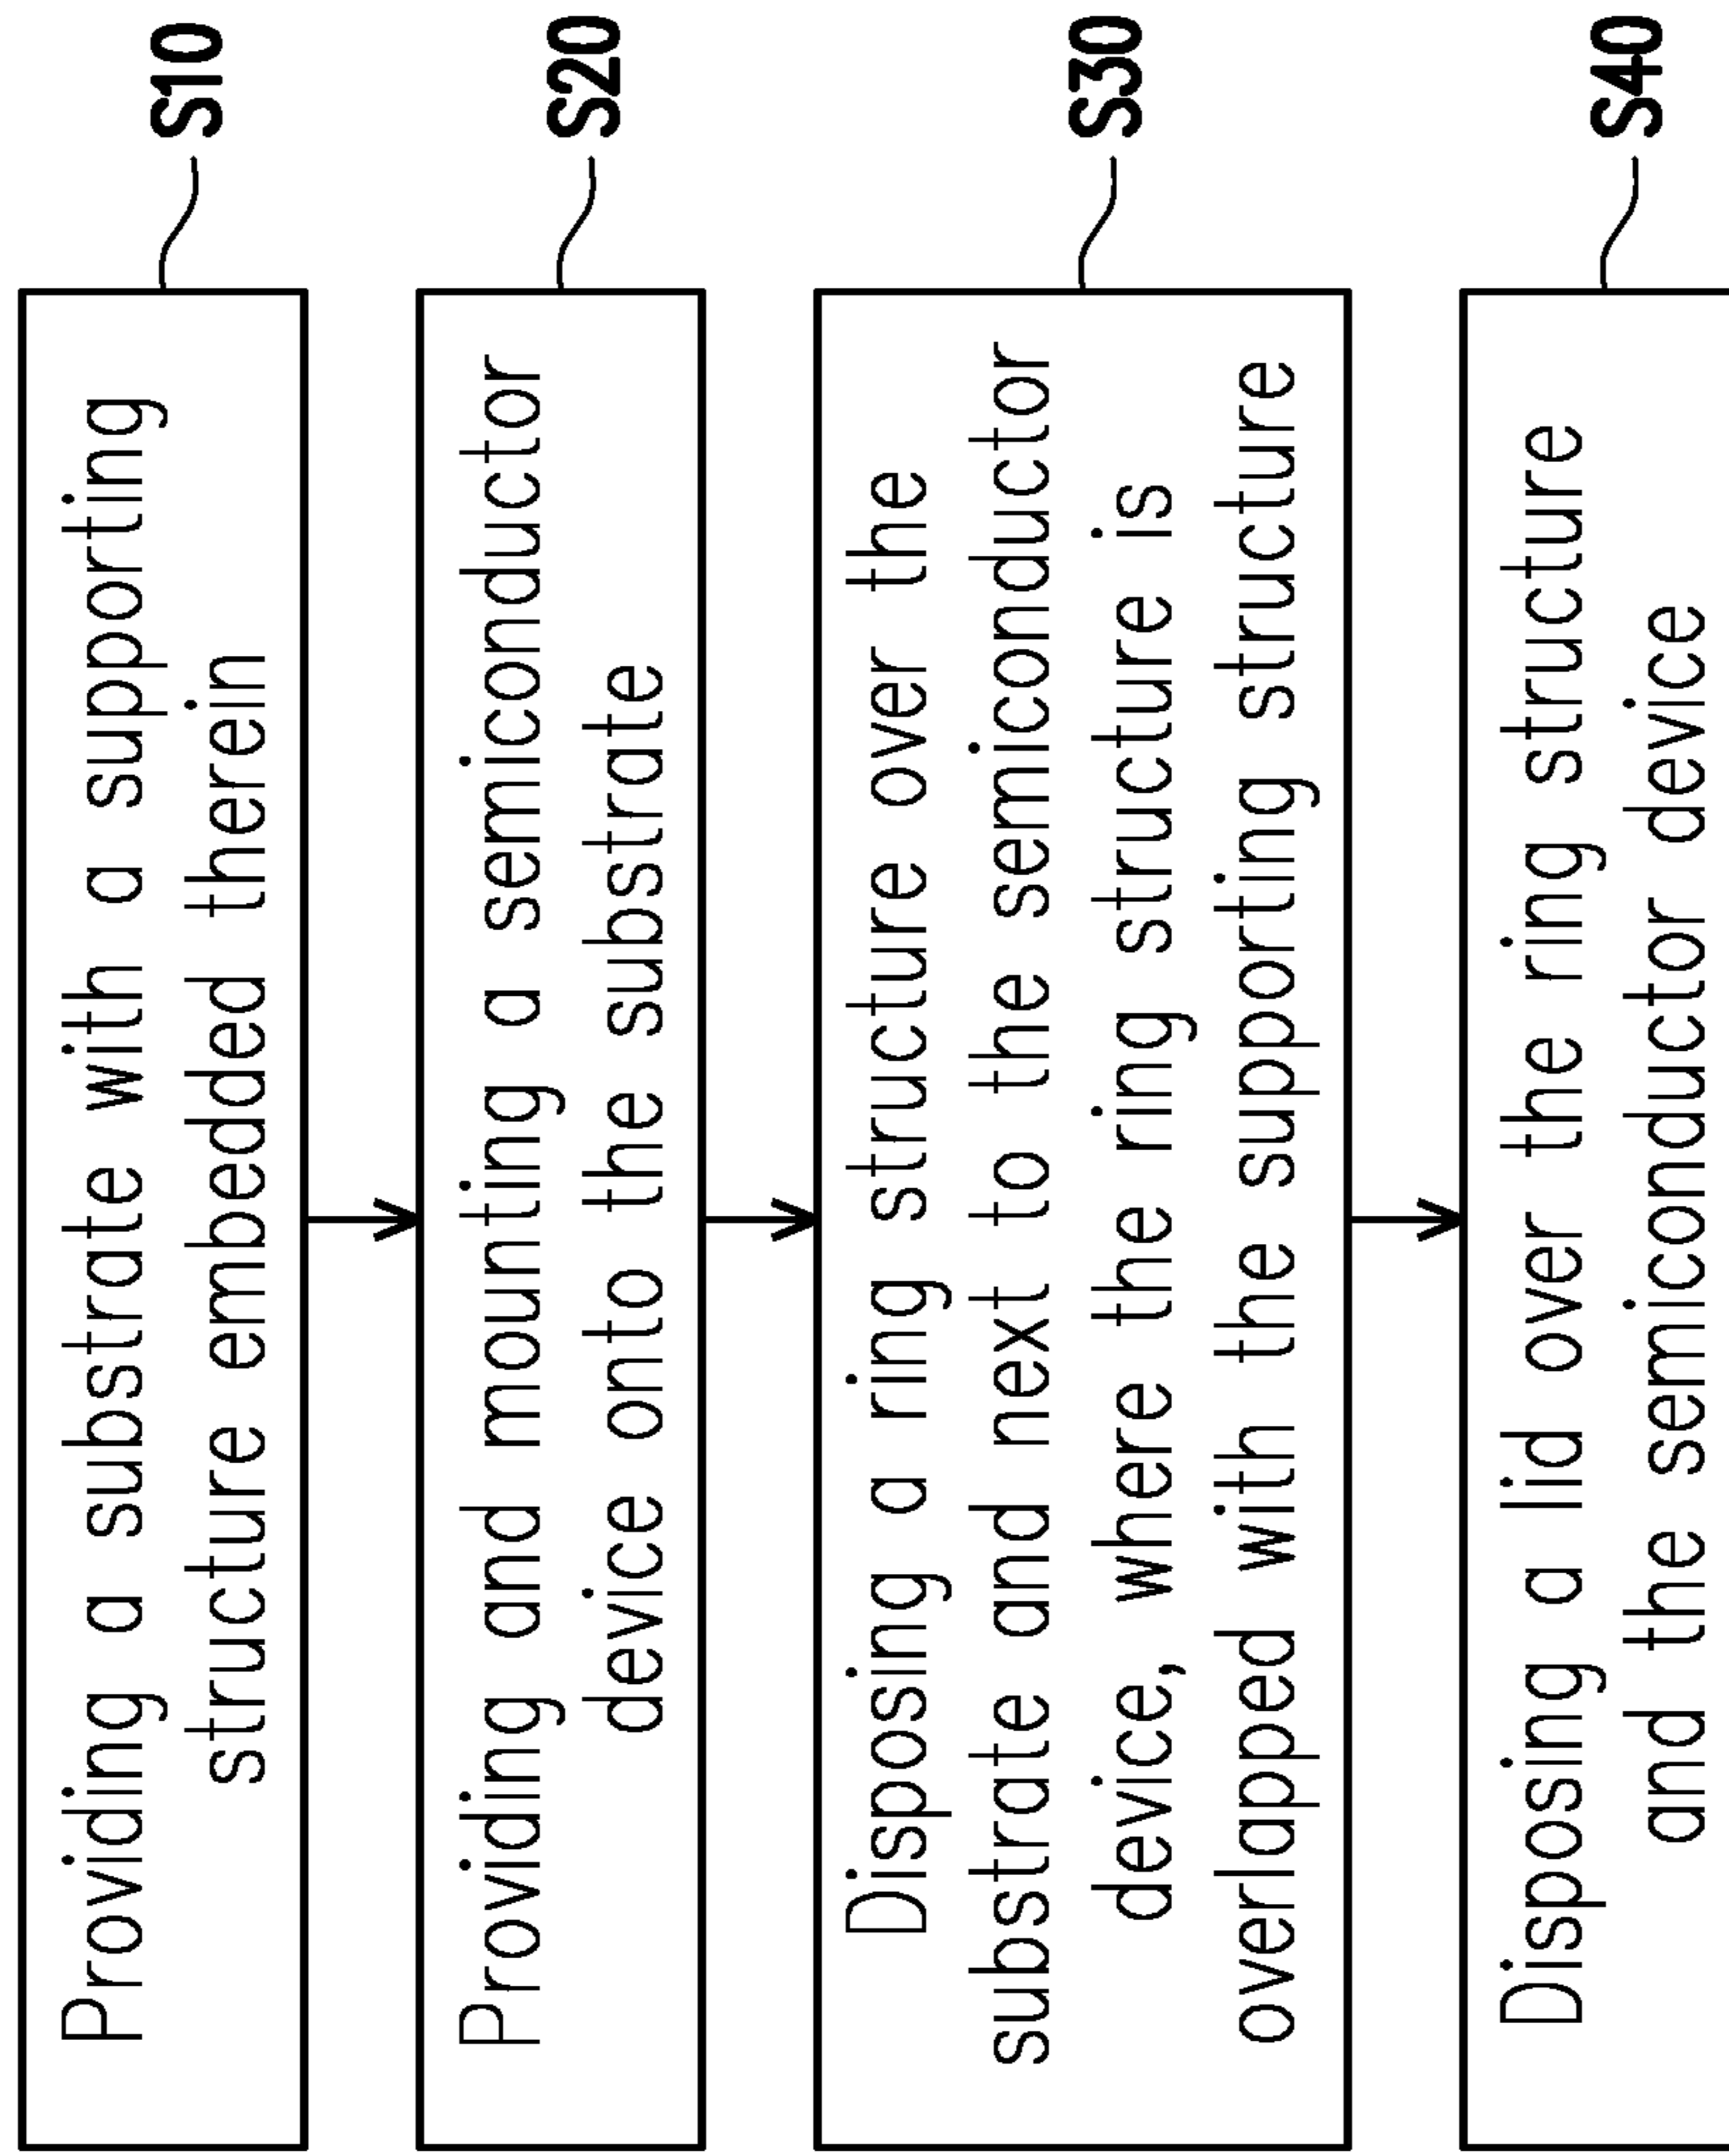 Providing a substrate with a supporting
structure embedded therein
S10
Providing and mounting a semiconductor
device onto the substrate
S20
Disposing a ring structure over the
substrate and next to the semiconductor
device, where the ring structure is
overlapped with the supporting structure
S30
Disposing a lid over the ring structure
and the semiconductor device
S40